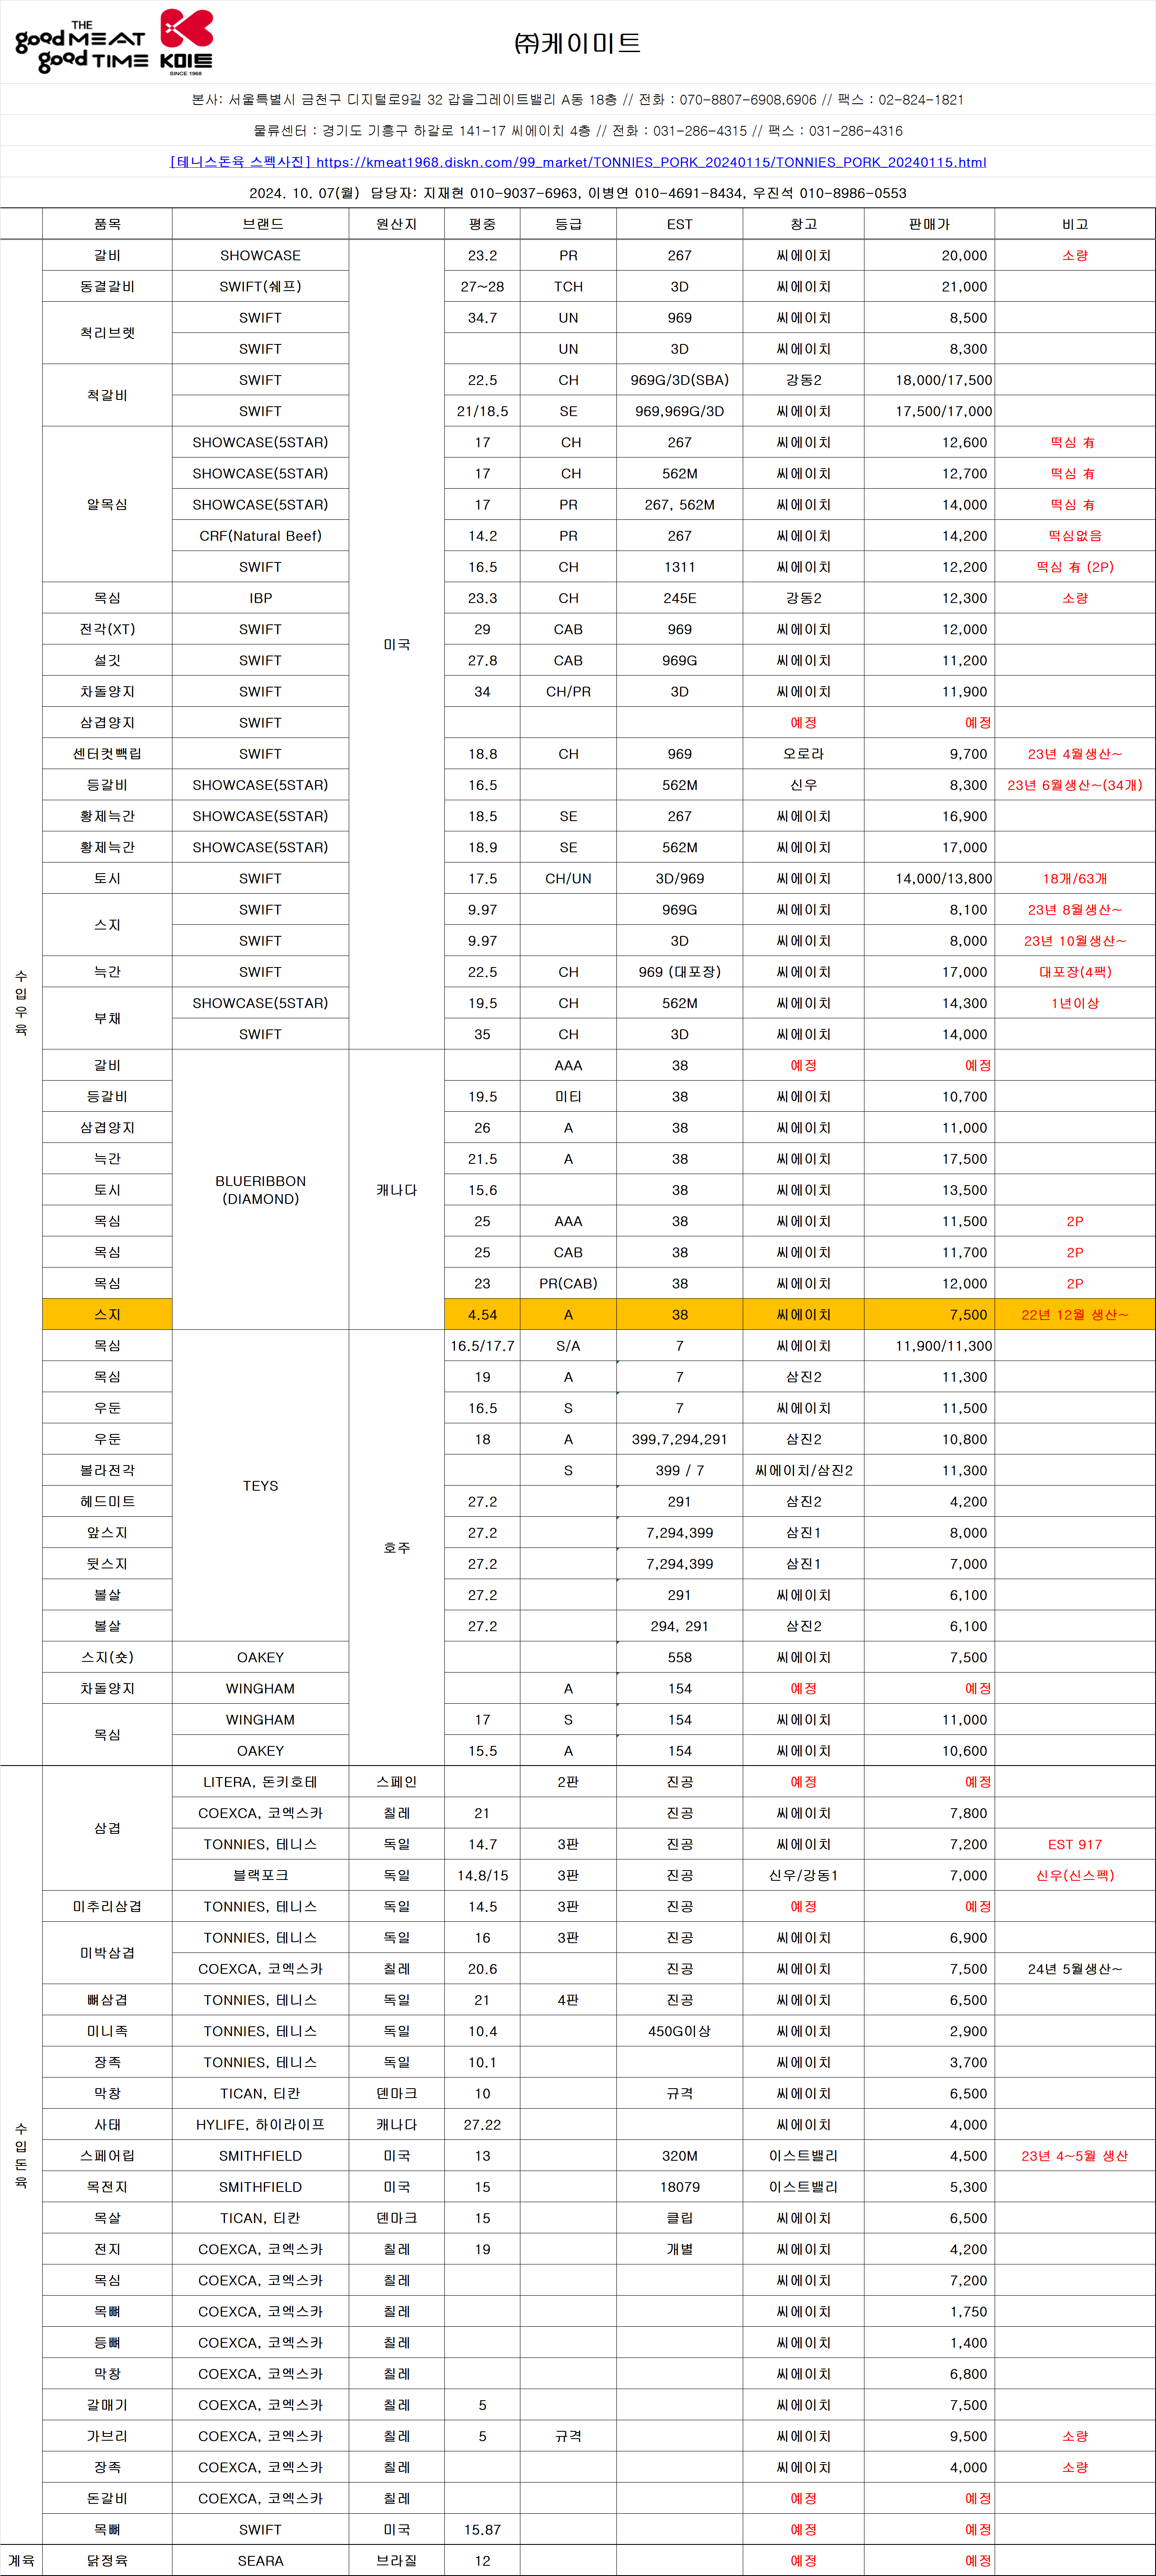 THE
good MEAT
good TIME
K미트
SINCE 1968
㈜케이미트
본사: 서울특별시 금천구 디지털로9길 32 갑을그레이트밸리 A동 18층 // 전화 : 070-8807-6908,6906 // 팩스 : 02-824-1821
물류센터 : 경기도 기흥구 하갈로 141-17 씨에이치 4층 // 전화 : 031-286-4315 // 팩스 : 031-286-4316
[테니스돈육 스펙사진] https://kmeat1968.diskn.com/99_market/TONNIES_PORK_20240115/TONNIES_PORK_20240115.html
2024. 10. 07(월) 담당자: 지재현 010-9037-6963, 이병연 010-4691-8434, 우진석 010-8986-0553
품목 브랜드 원산지 평중 등급 EST 창고 판매가 비고
수입우육
갈비 SHOWCASE 미국 23.2 PR 267 씨에이치 20,000 소량
동결갈비 SWIFT(쉐프) 27~28 TCH 3D 씨에이치 21,000
척리브렛 SWIFT 34.7 UN 969 씨에이치 8,500
SWIFT UN 3D 씨에이치 8,300
척갈비 SWIFT 22.5 CH 969G/3D(SBA) 강동2 18,000/17,500
SWIFT 21/18.5 SE 969,969G/3D 씨에이치 17,500/17,000
알목심 SHOWCASE(5STAR) 17 CH 267 씨에이치 12,600 떡심 有
SHOWCASE(5STAR) 17 CH 562M 씨에이치 12,700 떡심 有
SHOWCASE(5STAR) 17 PR 267, 562M 씨에이치 14,000 떡심 有
CRF(Natural Beef) 14.2 PR 267 씨에이치 14,200 떡심없음
SWIFT 16.5 CH 1311 씨에이치 12,200 떡심 有 (2P)
목심 IBP 23.3 CH 245E 강동2 12,300 소량
전각(XT) SWIFT 29 CAB 969 씨에이치 12,000
설깃 SWIFT 27.8 CAB 969G 씨에이치 11,200
차돌양지 SWIFT 34 CH/PR 3D 씨에이치 11,900
삼겹양지 SWIFT 예정 예정
센터컷빽립 SWIFT 18.8 CH 969 오로라 9,700 23년 4월생산~
등갈비 SHOWCASE(5STAR) 16.5 562M 신우 8,300 23년 6월생산~(34개)
황제늑간 SHOWCASE(5STAR) 18.5 SE 267 씨에이치 16,900
황제늑간 SHOWCASE(5STAR) 18.9 SE 562M 씨에이치 17,000
토시 SWIFT 17.5 CH/UN 3D/969 씨에이치 14,000/13,800 18개/63개
스지 SWIFT 9.97 969G 씨에이치 8,100 23년 8월생산~
SWIFT 9.97 3D 씨에이치 8,000 23년 10월생산~
늑간 SWIFT 22.5 CH 969 (대포장) 씨에이치 17,000 대포장(4팩)
부채 SHOWCASE(5STAR) 19.5 CH 562M 씨에이치 14,300 1년이상
SWIFT 35 CH 3D 씨에이치 14,000
갈비 BLUERIBBON (DIAMOND) 캐나다 AAA 38 예정 예정
등갈비 19.5 미티 38 씨에이치 10,700
삼겹양지 26 A 38 씨에이치 11,000
늑간 21.5 A 38 씨에이치 17,500
토시 15.6 38 씨에이치 13,500
목심 25 AAA 38 씨에이치 11,500 2P
목심 25 CAB 38 씨에이치 11,700 2P
목심 23 PR(CAB) 38 씨에이치 12,000 2P
스지 4.54 A 38 씨에이치 7,500 22년 12월 생산~
목심 TEYS 호주 16.5/17.7 S/A 7 씨에이치 11,900/11,300
목심 19 A 7 삼진2 11,300
우둔 16.5 S 7 씨에이치 11,500
우둔 18 A 399,7,294,291 삼진2 10,800
볼라전각 S 399 / 7 씨에이치/삼진2 11,300
헤드미트 27.2 291 삼진2 4,200
앞스지 27.2 7,294,399 삼진1 8,000
뒷스지 27.2 7,294,399 삼진1 7,000
볼살 27.2 291 씨에이치 6,100
볼살 27.2 294, 291 삼진2 6,100
스지(숏) OAKEY 558 씨에이치 7,500
차돌양지 WINGHAM A 154 예정 예정
목심 WINGHAM 17 S 154 씨에이치 11,000
OAKEY 15.5 A 154 씨에이치 10,600
수입돈육
삼겹 LITERA, 돈키호테 스페인 2판 진공 예정 예정
COEXCA, 코엑스카 칠레 21 진공 씨에이치 7,800
TONNIES, 테니스 독일 14.7 3판 진공 씨에이치 7,200 EST 917
블랙포크 독일 14.8/15 3판 진공 신우/강동1 7,000 신우(신스펙)
미추리삼겹 TONNIES, 테니스 독일 14.5 3판 진공 예정 예정
미박삼겹 TONNIES, 테니스 독일 16 3판 진공 씨에이치 6,900
COEXCA, 코엑스카 칠레 20.6 진공 씨에이치 7,500 24년 5월생산~
뼈삼겹 TONNIES, 테니스 독일 21 4판 진공 씨에이치 6,500
미니족 TONNIES, 테니스 독일 10.4 450G이상 씨에이치 2,900
장족 TONNIES, 테니스 독일 10.1 씨에이치 3,700
막창 TICAN, 티칸 덴마크 10 규격 씨에이치 6,500
사태 HYLIFE, 하이라이프 캐나다 27.22 씨에이치 4,000
스페어립 SMITHFIELD 미국 13 320M 이스트밸리 4,500 23년 4~5월 생산
목전지 SMITHFIELD 미국 15 18079 이스트밸리 5,300
목살 TICAN, 티칸 덴마크 15 클립 씨에이치 6,500
전지 COEXCA, 코엑스카 칠레 19 개별 씨에이치 4,200
목심 COEXCA, 코엑스카 칠레 씨에이치 7,200
목뼈 COEXCA, 코엑스카 칠레 씨에이치 1,750
등뼈 COEXCA, 코엑스카 칠레 씨에이치 1,400
막창 COEXCA, 코엑스카 칠레 씨에이치 6,800
갈매기 COEXCA, 코엑스카 칠레 5 씨에이치 7,500
가브리 COEXCA, 코엑스카 칠레 5 규격 씨에이치 9,500 소량
장족 COEXCA, 코엑스카 칠레 씨에이치 4,000 소량
돈갈비 COEXCA, 코엑스카 칠레 예정 예정
목뼈 SWIFT 미국 15.87 예정 예정
계육 닭정육 SEARA 브라질 12 예정 예정